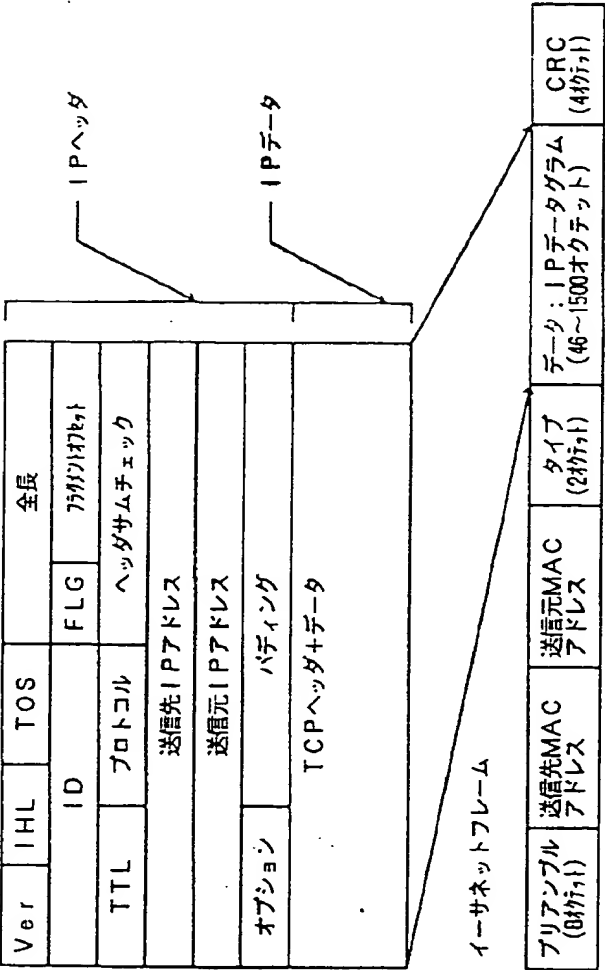 Ver IHL TOS 全長
ID FLG フラグメントオフセット
TTL プロトコル ヘッダサムチェック
送信先IPアドレス
送信元IPアドレス
オプション パディング
TCPヘッダ+データ
IPヘッダ
IPデータ
イーサネットフレーム
プリアンブル
(8オクテット)
送信先MAC
アドレス
送信元MAC
アドレス
タイプ
(2オクテット)
データ:IPデータグラム
(46~1500オクテット)
CRC
(4オクテット)